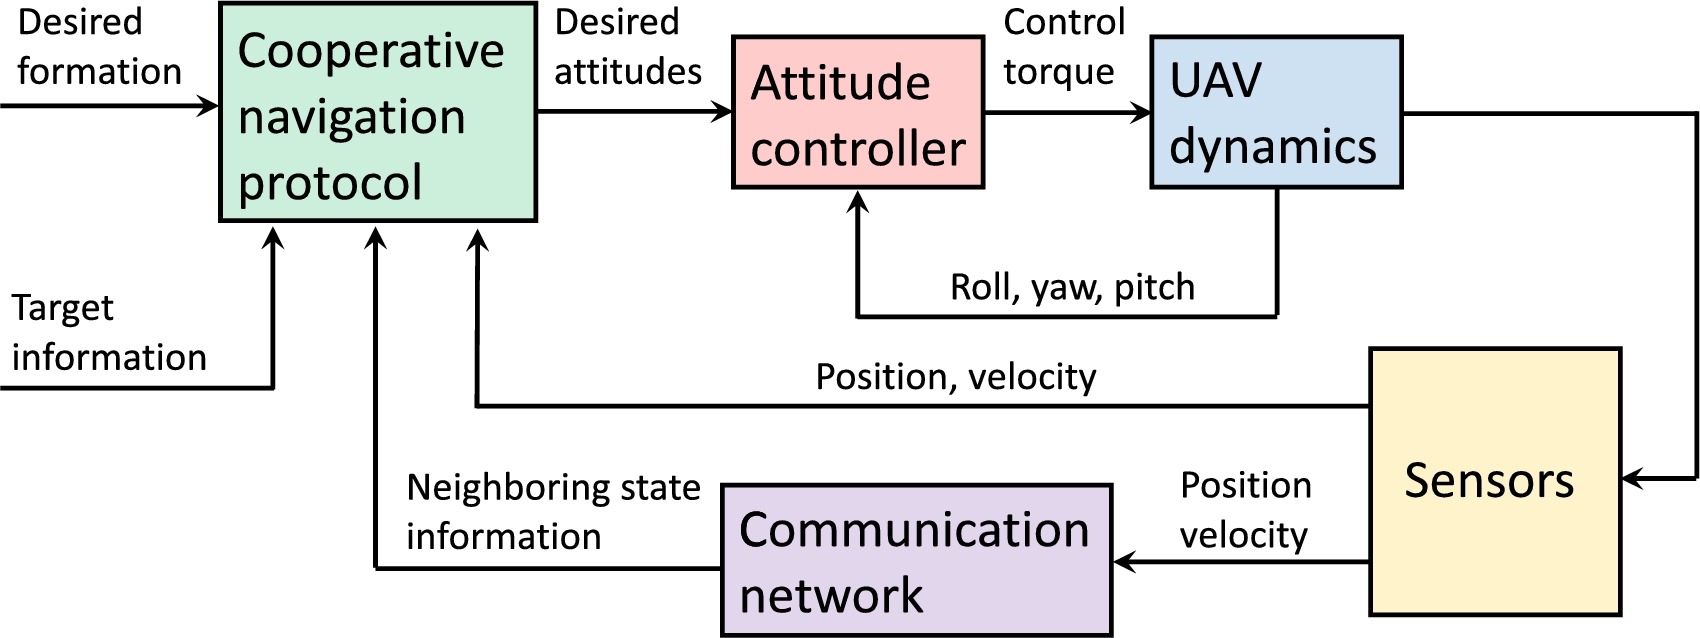 Desired
formation
Cooperative
navigation
protocol
Desired
attitudes
Attitude
controller
Control
torque
UAV
dynamics
Roll, yaw, pitch
Target
information
Position, velocity
Neighboring state
information
Communication
network
Position
velocity
Sensors